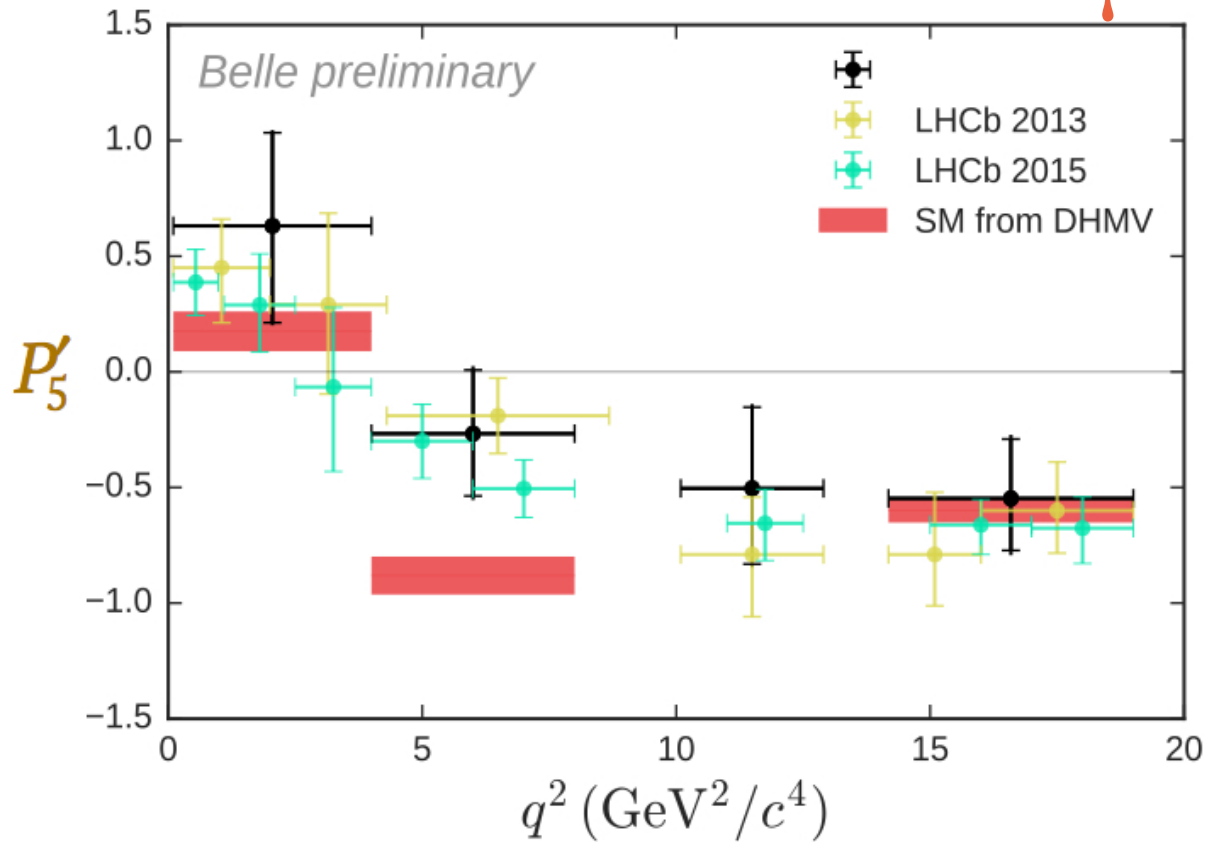 Belle preliminary
LHCb 2013
LHCb 2015
SM from DHMV
1.5
1.0
0.5
0.0
−0.5
−1.0
−1.5
P′₅
0 5 10 15 20
q² (GeV²/c⁴)